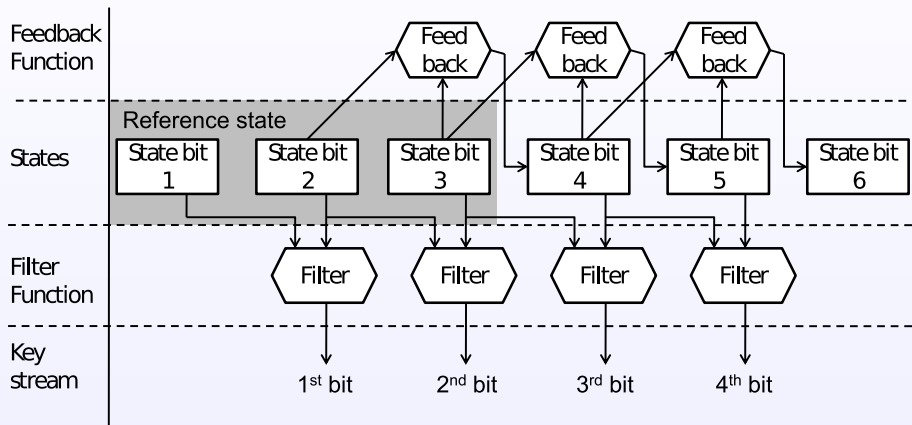 Feedback
Function
Feed
back
Feed
back
Feed
back
Reference state
States
State bit
1
State bit
2
State bit
3
State bit
4
State bit
5
State bit
6
Filter
Function
Filter
Filter
Filter
Filter
Key
stream
1st bit
2nd bit
3rd bit
4th bit